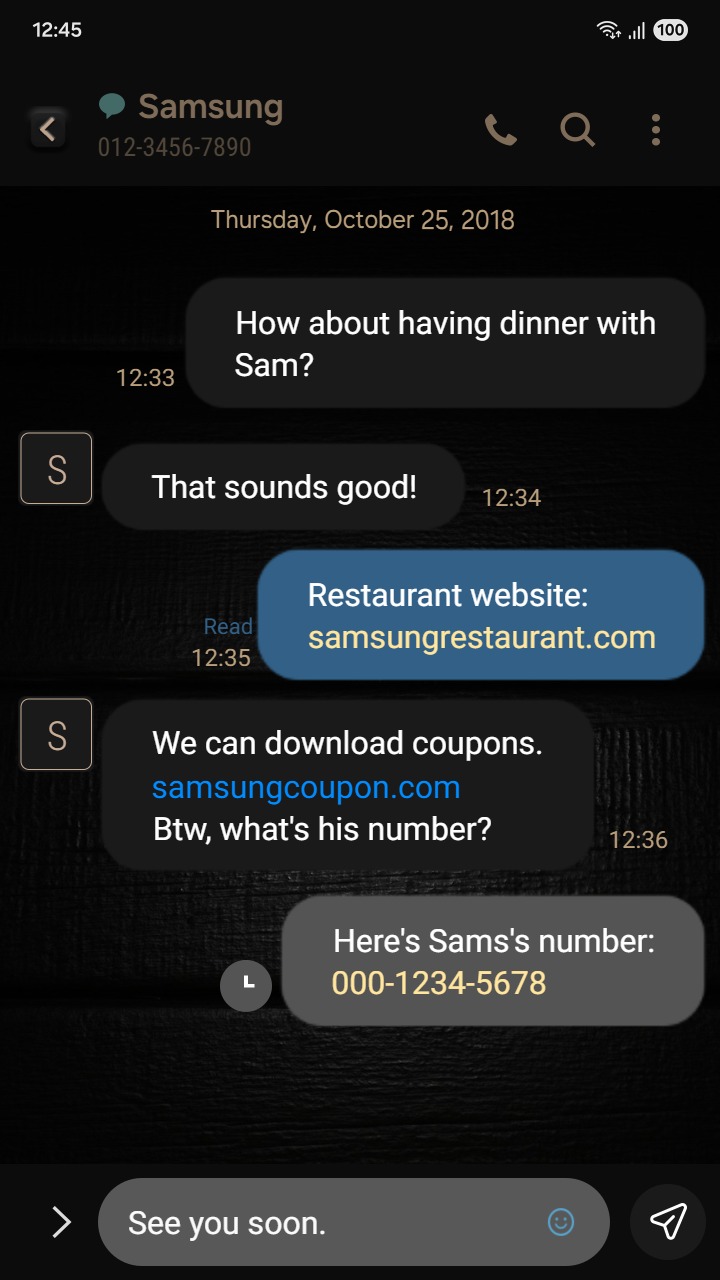 12:45
100
Samsung
012-3456-7890
Thursday, October 25, 2018
How about having dinner with
Sam?
12:33
S
That sounds good!
12:34
Restaurant website:
samsungrestaurant.com
Read
12:35
S
We can download coupons.
samsungcoupon.com
Btw, what's his number?
12:36
Here's Sams's number:
000-1234-5678
See you soon.